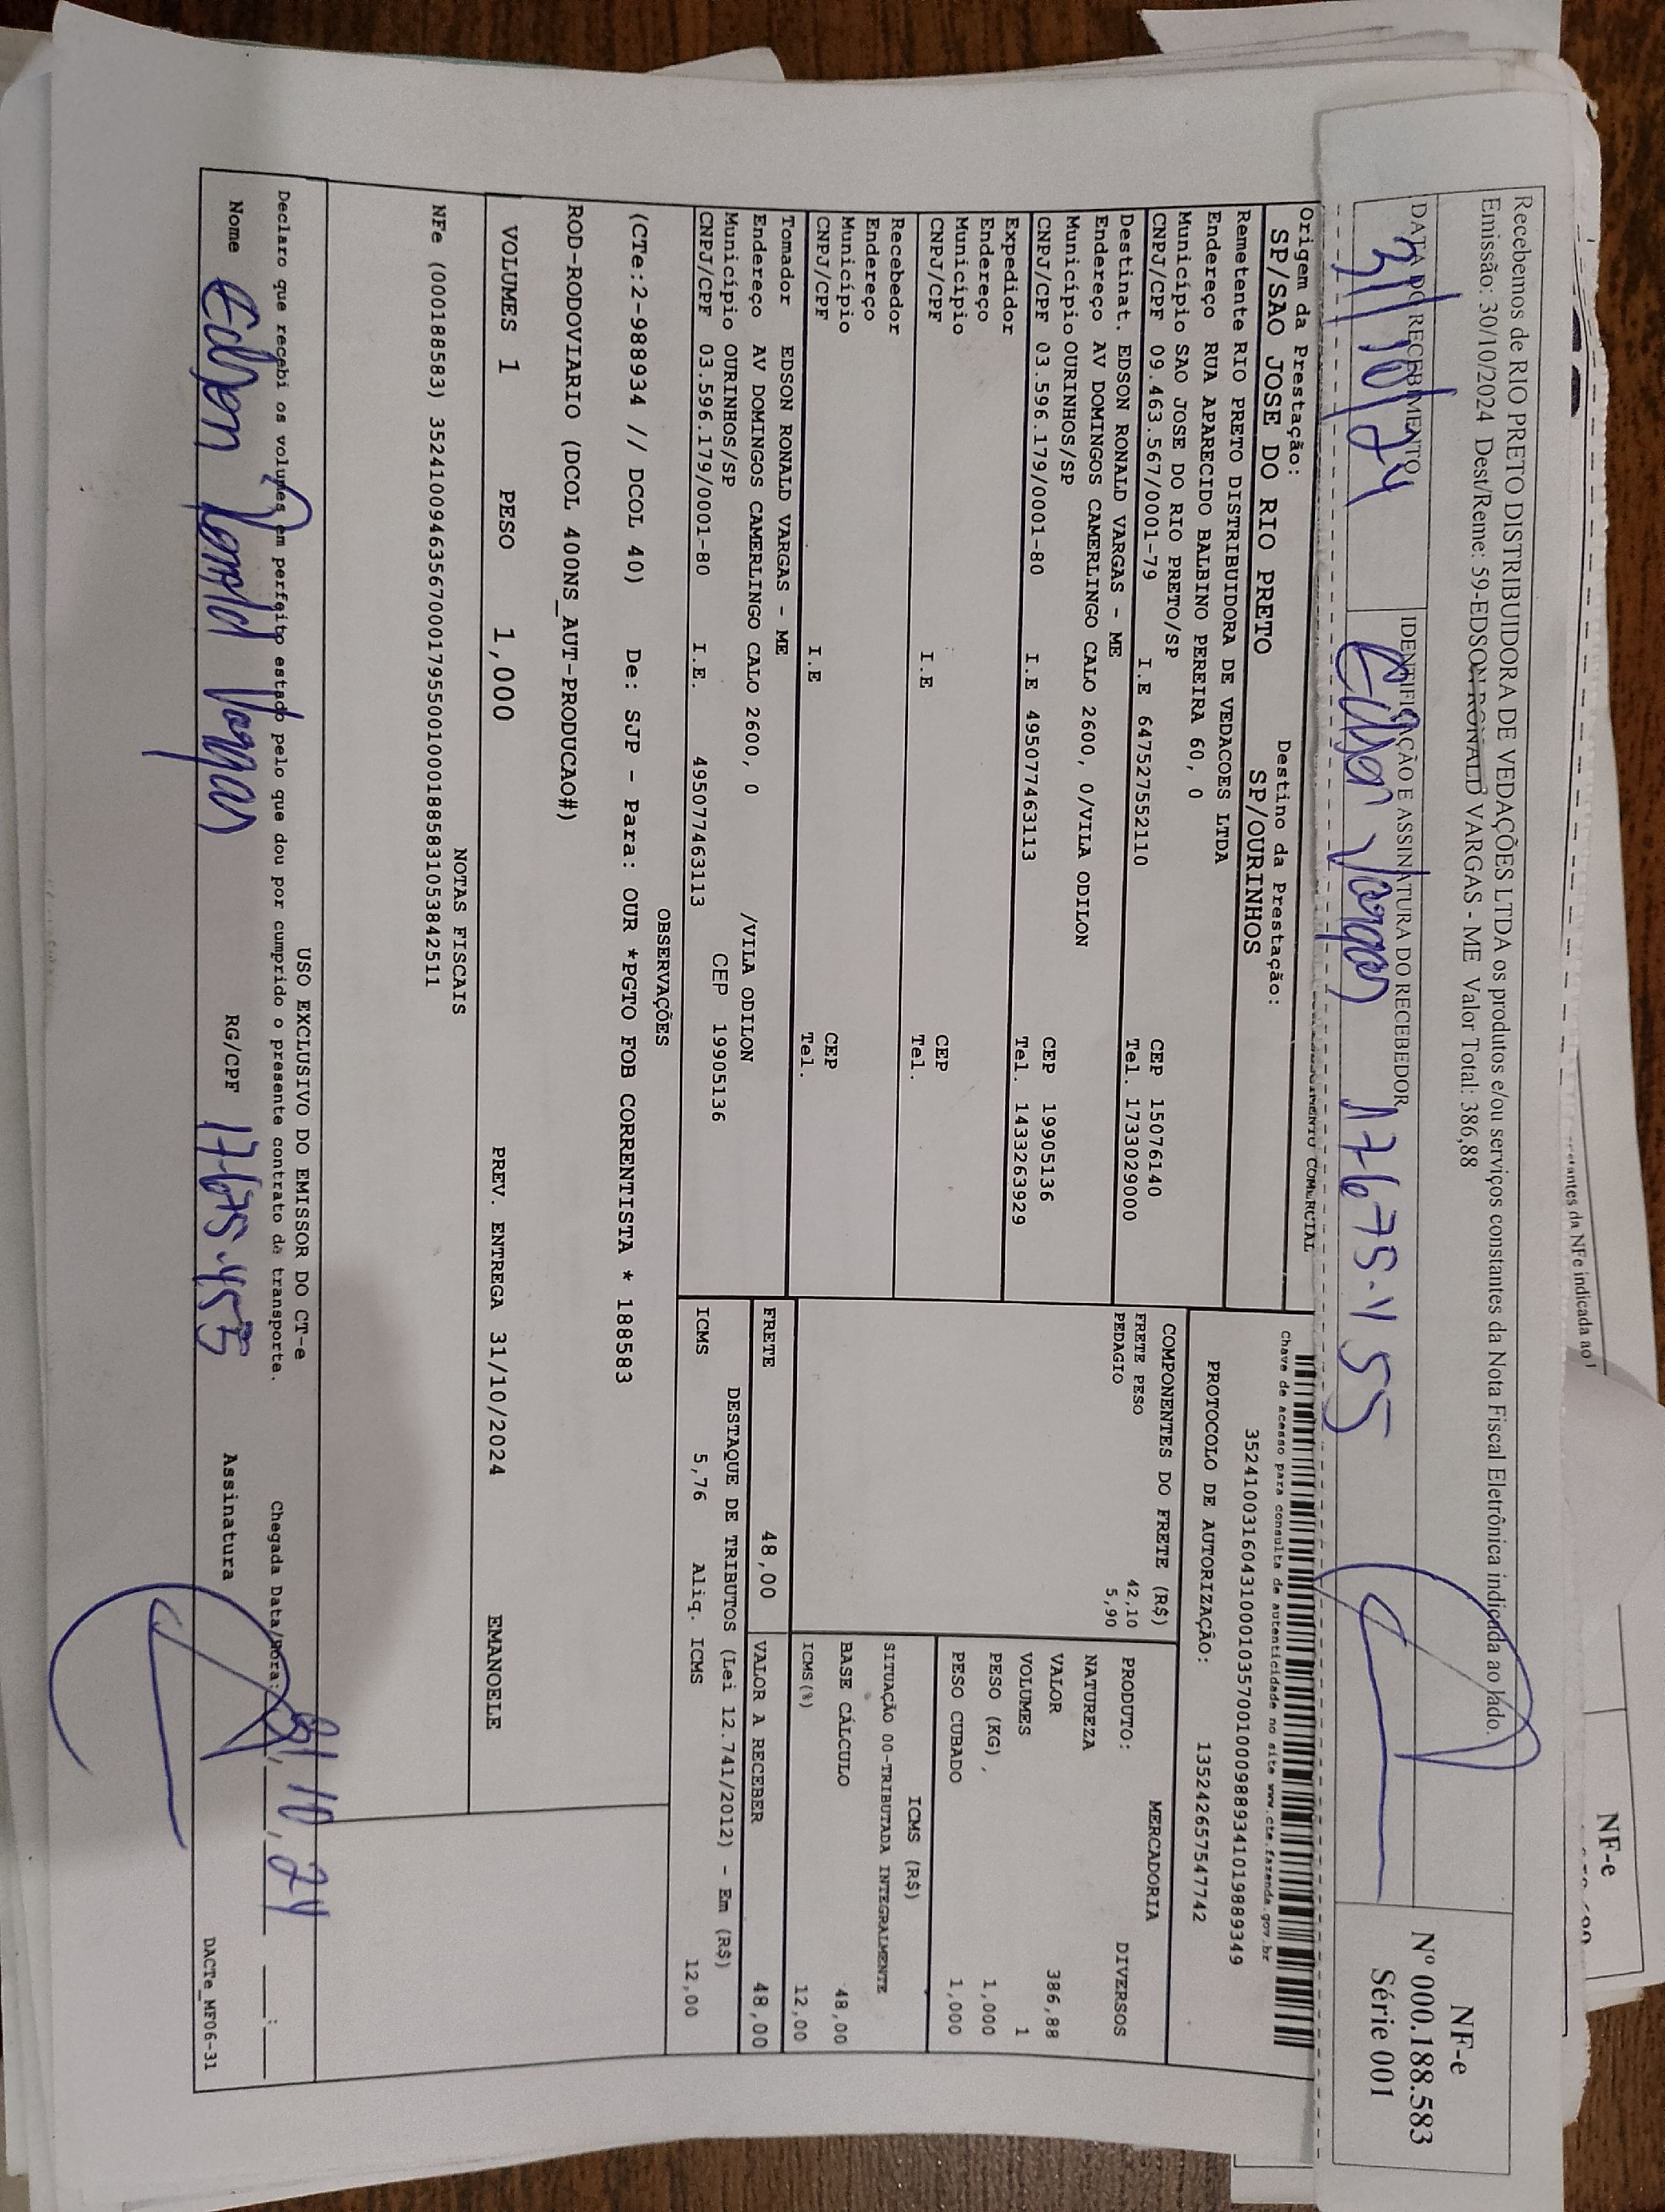 Recebemos de RIO PRETO DISTRIBUIDORA DE VEDAÇÕES LTDA os produtos e/ou serviços constantes da Nota Fiscal Eletrônica indicada ao lado.
Emissão: 30/10/2024 Dest/Reme: 59-EDSON RONALD VARGAS - ME Valor Total: 386,88
NF-e
Nº 000.188.583
Série 001
DATA DO RECEBIMENTO
31/10/24
IDENTIFICAÇÃO E ASSINATURA DO RECEBEDOR
Edson Vargas 17675-455
Origem da Prestação:
SP/SAO JOSE DO RIO PRETO
Destino da Prestação:
SP/OURINHOS
Remetente RIO PRETO DISTRIBUIDORA DE VEDACOES LTDA
Endereço RUA APARECIDO BALBINO PEREIRA 60, 0
Município SAO JOSE DO RIO PRETO/SP CEP 15076140
CNPJ/CPF 09.463.567/0001-79 I.E 647527552110 Tel. 1733029000
Destinat. EDSON RONALD VARGAS - ME
Endereço AV DOMINGOS CAMERLINGO CALO 2600, 0/VILA ODILON
Município OURINHOS/SP CEP 19905136
CNPJ/CPF 03.596.179/0001-80 I.E 495077463113 Tel. 1433263929
Expedidor
Endereço
Município CEP
CNPJ/CPF I.E Tel.
Recebedor
Endereço
Município CEP
CNPJ/CPF I.E Tel.
Tomador EDSON RONALD VARGAS - ME
Endereço AV DOMINGOS CAMERLINGO CALO 2600, 0 /VILA ODILON
Município OURINHOS/SP CEP 19905136
CNPJ/CPF 03.596.179/0001-80 I.E. 495077463113
Chave de acesso para consulta de autenticidade no site www.cte.fazenda.gov.br
35241003160431000103570010009889341019889349
PROTOCOLO DE AUTORIZAÇÃO: 135242657547742
COMPONENTES DO FRETE (R$)
FRETE PESO 42,10
PEDAGIO 5,90
MERCADORIA
PRODUTO: DIVERSOS
NATUREZA
VALOR 386,88
VOLUMES 1
PESO (KG) 1,000
PESO CUBADO 1,000
ICMS (R$)
SITUAÇÃO 00-TRIBUTADA INTEGRALMENTE
BASE CÁLCULO 48,00
ICMS(%) 12,00
FRETE 48,00 VALOR A RECEBER 48,00
DESTAQUE DE TRIBUTOS (Lei 12.741/2012) - Em (R$)
ICMS 5,76 Aliq. ICMS 12,00
OBSERVAÇÕES
(CTe:2-988934 // DCOL 40) De: SJP - Para: OUR *PGTO FOB CORRENTISTA * 188583
ROD-RODOVIARIO (DCOL 400NS_AUT-PRODUCAO#)
VOLUMES 1 PESO 1,000 PREV. ENTREGA 31/10/2024 EMANOELE
NOTAS FISCAIS
NFe (000188583) 35241009463567000179550010001885831053842511
USO EXCLUSIVO DO EMISSOR DO CT-e
Declaro que recebi os volumes em perfeito estado pelo que dou por cumprido o presente contrato de transporte. Chegada Data/Hora: 31/10/24 __:__
Nome Edson Ronald Vargas RG/CPF 17675.455 Assinatura
DACTe_MF06-31
NF-e